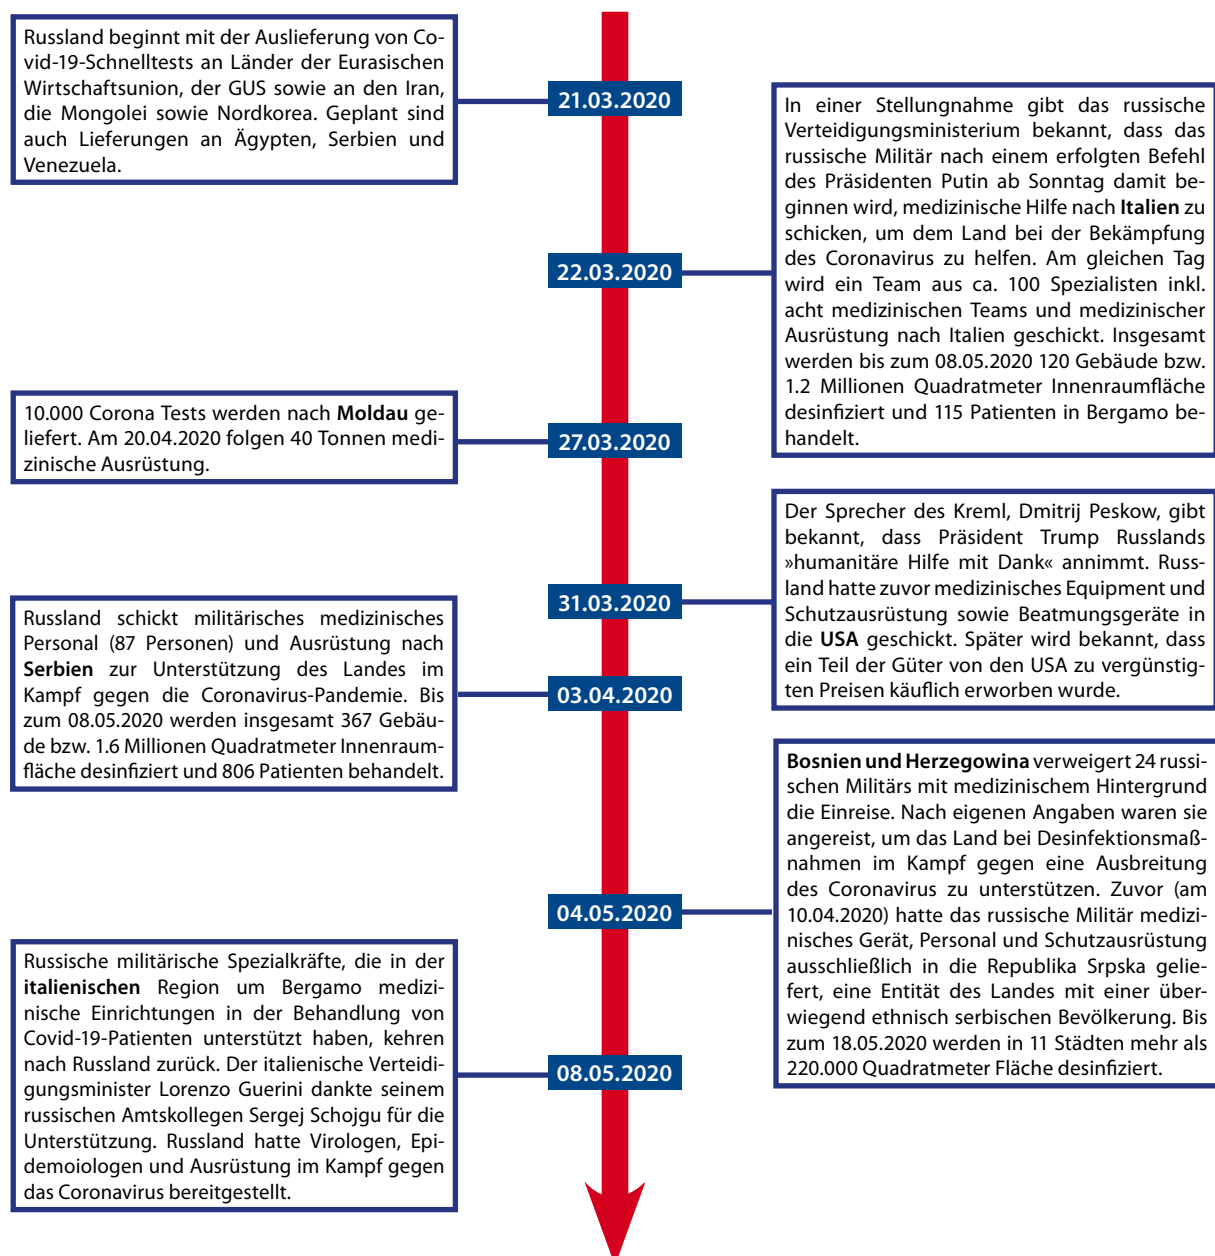 Russland beginnt mit der Auslieferung von Co-
vid-19-Schnelltests an Länder der Eurasischen
Wirtschaftsunion, der GUS sowie an den Iran,
die Mongolei sowie Nordkorea. Geplant sind
auch Lieferungen an Ägypten, Serbien und
Venezuela.
21.03.2020
In einer Stellungnahme gibt das russische
Verteidigungsministerium bekannt, dass das
russische Militär nach einem erfolgten Befehl
des Präsidenten Putin ab Sonntag damit be-
ginnen wird, medizinische Hilfe nach Italien zu
schicken, um dem Land bei der Bekämpfung
des Coronavirus zu helfen. Am gleichen Tag
wird ein Team aus ca. 100 Spezialisten inkl.
acht medizinischen Teams und medizinischer
Ausrüstung nach Italien geschickt. Insgesamt
werden bis zum 08.05.2020 120 Gebäude bzw.
1.2 Millionen Quadratmeter Innenraumfläche
desinfiziert und 115 Patienten in Bergamo be-
handelt.
22.03.2020
10.000 Corona Tests werden nach Moldau ge-
liefert. Am 20.04.2020 folgen 40 Tonnen medi-
zinische Ausrüstung.
27.03.2020
Der Sprecher des Kreml, Dmitrij Peskow, gibt
bekannt, dass Präsident Trump Russlands
»humanitäre Hilfe mit Dank« annimmt. Russ-
land hatte zuvor medizinisches Equipment und
Schutzausrüstung sowie Beatmungsgeräte in
die USA geschickt. Später wird bekannt, dass
ein Teil der Güter von den USA zu vergünstig-
ten Preisen käuflich erworben wurde.
31.03.2020
Russland schickt militärisches medizinisches
Personal (87 Personen) und Ausrüstung nach
Serbien zur Unterstützung des Landes im
Kampf gegen die Coronavirus-Pandemie. Bis
zum 08.05.2020 werden insgesamt 367 Gebäu-
de bzw. 1.6 Millionen Quadratmeter Innenraum-
fläche desinfiziert und 806 Patienten behandelt.
03.04.2020
Bosnien und Herzegowina verweigert 24 russi-
schen Militärs mit medizinischem Hintergrund
die Einreise. Nach eigenen Angaben waren sie
angereist, um das Land bei Desinfektionsmaß-
nahmen im Kampf gegen eine Ausbreitung
des Coronavirus zu unterstützen. Zuvor (am
10.04.2020) hatte das russische Militär medizi-
nisches Gerät, Personal und Schutzausrüstung
ausschließlich in die Republika Srpska gelie-
fert, eine Entität des Landes mit einer über-
wiegend ethnisch serbischen Bevölkerung. Bis
zum 18.05.2020 werden in 11 Städten mehr als
220.000 Quadratmeter Fläche desinfiziert.
04.05.2020
Russische militärische Spezialkräfte, die in der
italienischen Region um Bergamo medizi-
nische Einrichtungen in der Behandlung von
Covid-19-Patienten unterstützt haben, kehren
nach Russland zurück. Der italienische Verteidi-
gungsminister Lorenzo Guerini dankte seinem
russischen Amtskollegen Sergej Schojgu für die
Unterstützung. Russland hatte Virologen, Epi-
demoiologen und Ausrüstung im Kampf gegen
das Coronavirus bereitgestellt.
08.05.2020